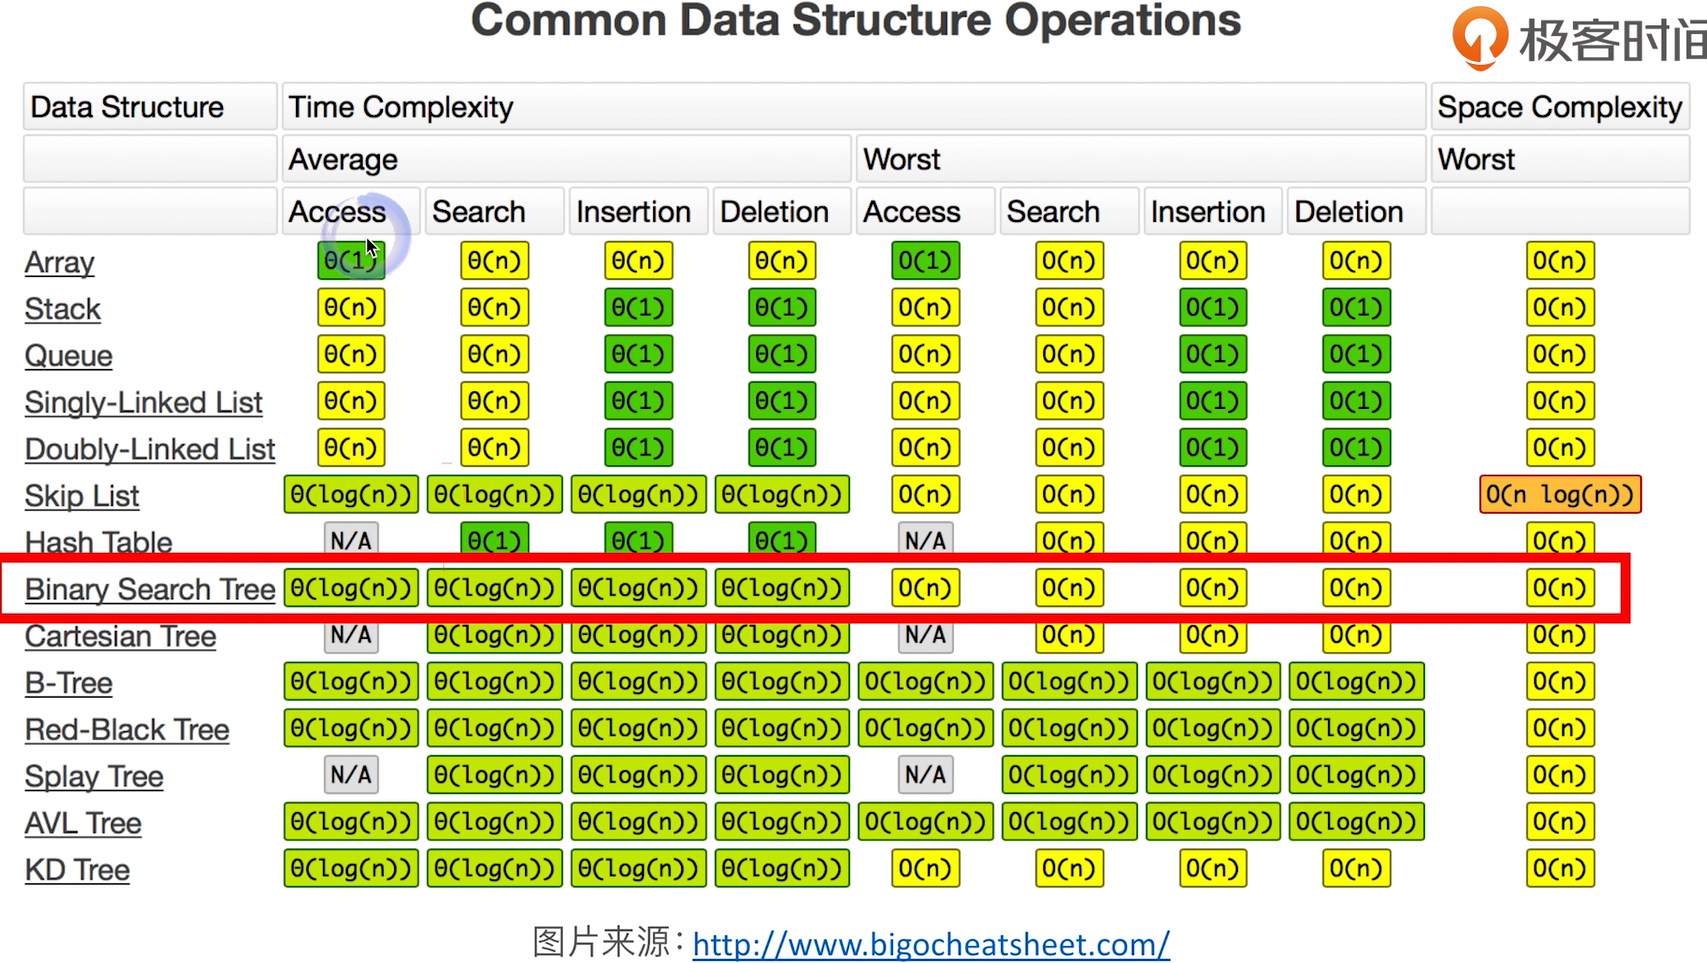 Common Data Structure Operations
极客时间
Data Structure Time Complexity Space Complexity
Average Worst Worst
Access Search Insertion Deletion Access Search Insertion Deletion
Array θ(1) θ(n) θ(n) θ(n) O(1) O(n) O(n) O(n) O(n)
Stack θ(n) θ(n) θ(1) θ(1) O(n) O(n) O(1) O(1) O(n)
Queue θ(n) θ(n) θ(1) θ(1) O(n) O(n) O(1) O(1) O(n)
Singly-Linked List θ(n) θ(n) θ(1) θ(1) O(n) O(n) O(1) O(1) O(n)
Doubly-Linked List θ(n) θ(n) θ(1) θ(1) O(n) O(n) O(1) O(1) O(n)
Skip List θ(log(n)) θ(log(n)) θ(log(n)) θ(log(n)) O(n) O(n) O(n) O(n) O(n log(n))
Hash Table N/A θ(1) θ(1) θ(1) N/A O(n) O(n) O(n) O(n)
Binary Search Tree θ(log(n)) θ(log(n)) θ(log(n)) θ(log(n)) O(n) O(n) O(n) O(n) O(n)
Cartesian Tree N/A θ(log(n)) θ(log(n)) θ(log(n)) N/A O(n) O(n) O(n) O(n)
B-Tree θ(log(n)) θ(log(n)) θ(log(n)) θ(log(n)) O(log(n)) O(log(n)) O(log(n)) O(log(n)) O(n)
Red-Black Tree θ(log(n)) θ(log(n)) θ(log(n)) θ(log(n)) O(log(n)) O(log(n)) O(log(n)) O(log(n)) O(n)
Splay Tree N/A θ(log(n)) θ(log(n)) θ(log(n)) N/A O(log(n)) O(log(n)) O(log(n)) O(n)
AVL Tree θ(log(n)) θ(log(n)) θ(log(n)) θ(log(n)) O(log(n)) O(log(n)) O(log(n)) O(log(n)) O(n)
KD Tree θ(log(n)) θ(log(n)) θ(log(n)) θ(log(n)) O(n) O(n) O(n) O(n) O(n)
图片来源：http://www.bigocheatsheet.com/